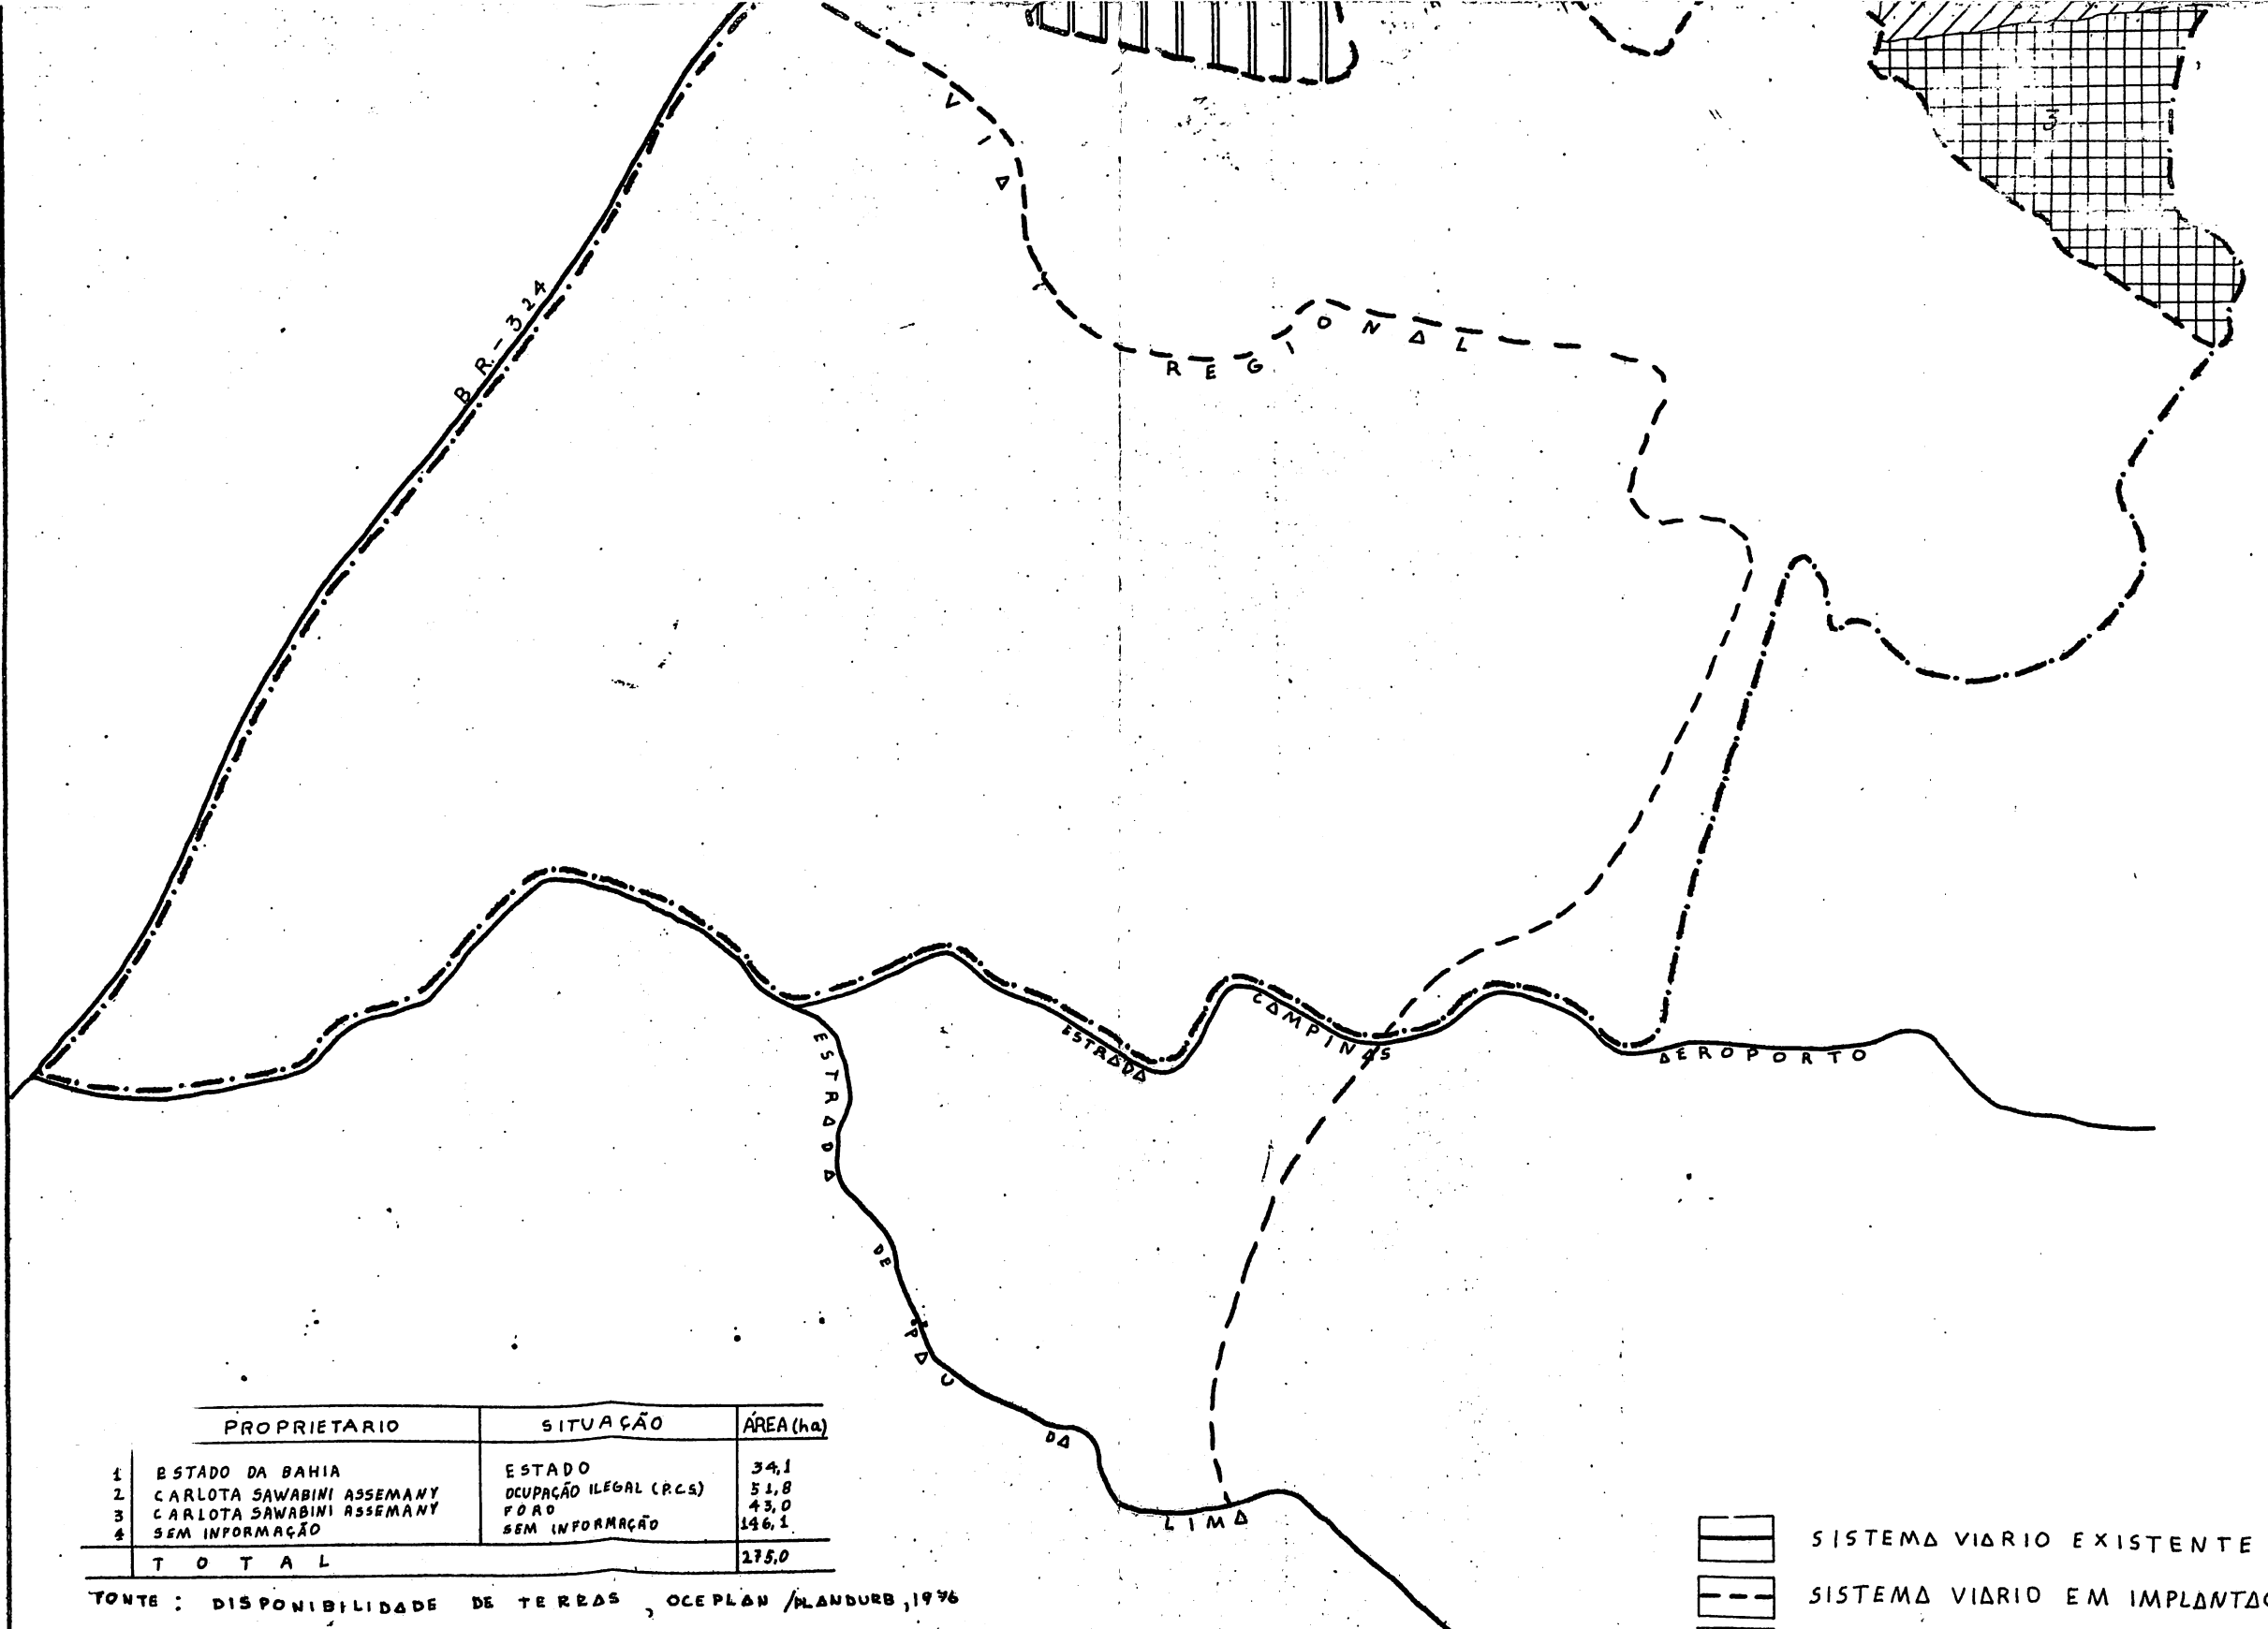 VIA
REGIONAL
3
BR-324
ESTRADA CAMPINAS AEROPORTO
ESTRADA DE PAU DA LIMA
PROPRIETARIO SITUAÇÃO ÁREA (ha)
1 ESTADO DA BAHIA ESTADO 34,1
2 CARLOTA SAWABINI ASSEMANY OCUPAÇÃO ILEGAL (P.C.S) 51,8
3 CARLOTA SAWABINI ASSEMANY FORO 43,0
4 SEM INFORMAÇÃO SEM INFORMAÇÃO 146,1
TOTAL 275,0
FONTE: DISPONIBILIDADE DE TERRAS, OCEPLAN/PLANDURB, 1976
SISTEMA VIARIO EXISTENTE
SISTEMA VIARIO EM IMPLANTAÇ